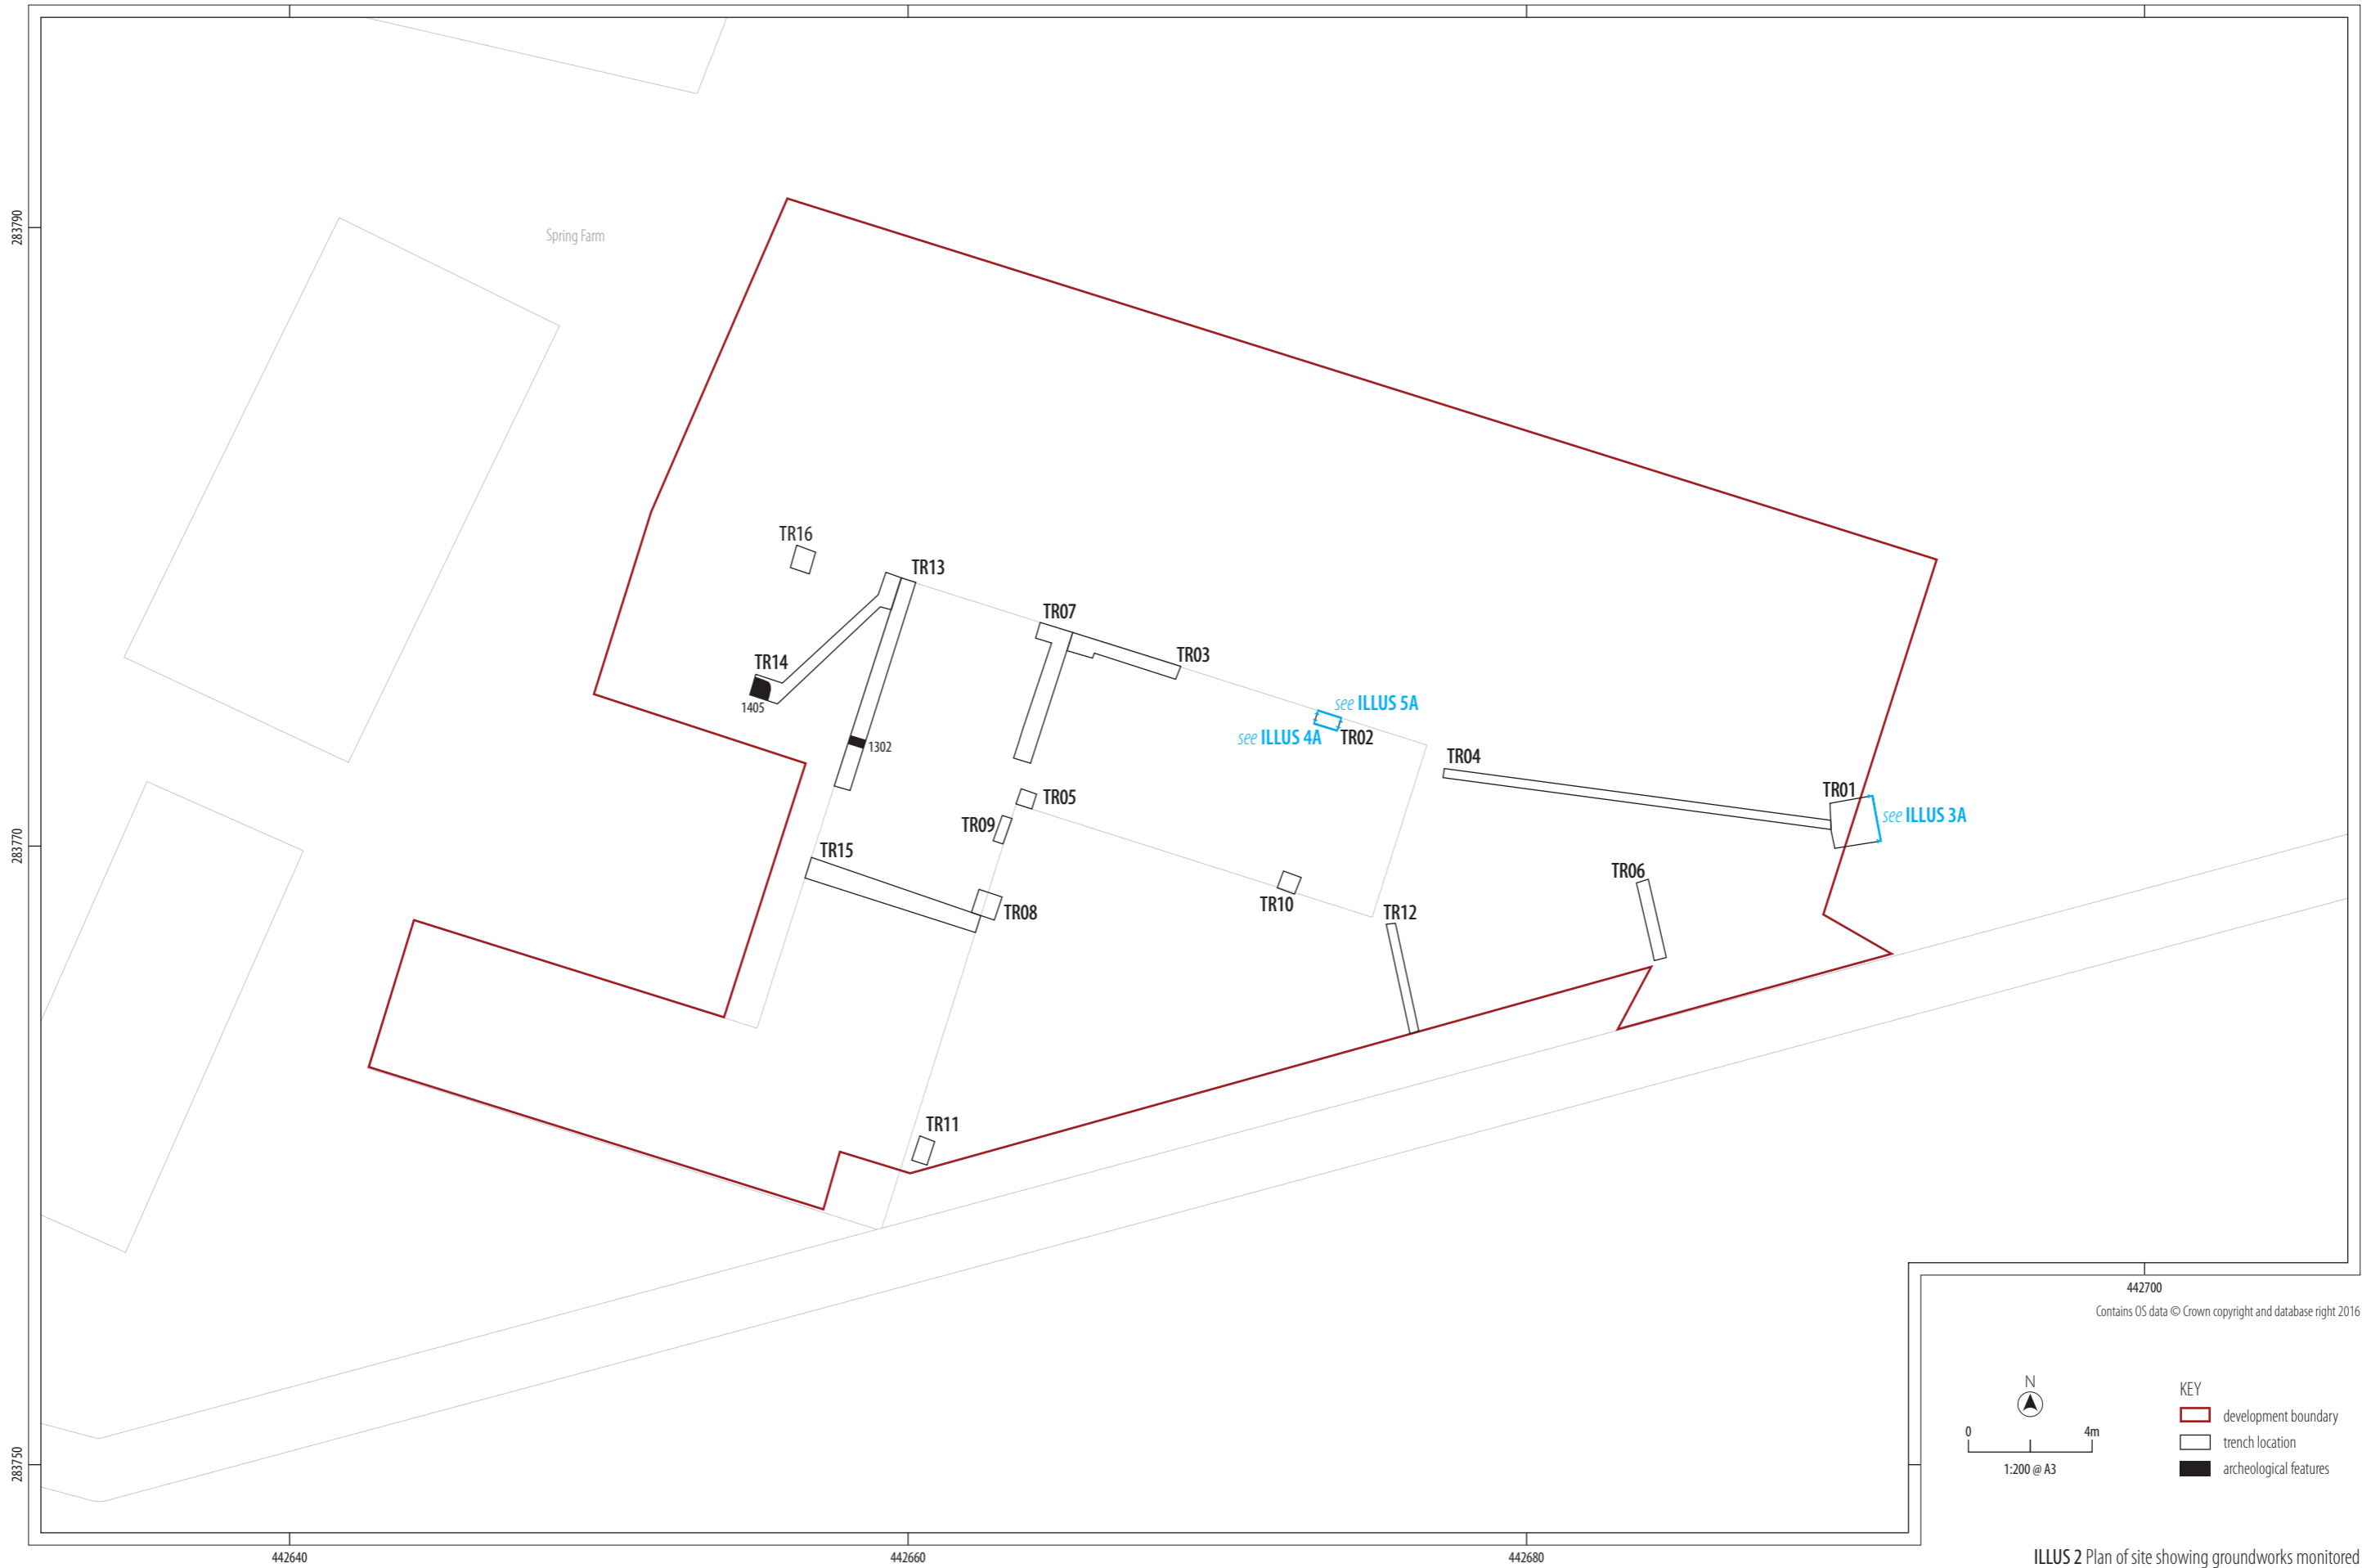 283790
Spring Farm
TR16
TR13
TR07
TR03
TR14
1405
1302
see ILLUS 5A
see ILLUS 4A
TR02
TR04
TR01
see ILLUS 3A
TR05
TR09
283770
TR15
TR06
TR10
TR08
TR12
TR11
442700
Contains OS data © Crown copyright and database right 2016
N
0
4m
1:200 @ A3
KEY
development boundary
trench location
archeological features
283750
442640
442660
442680
ILLUS 2 Plan of site showing groundworks monitored